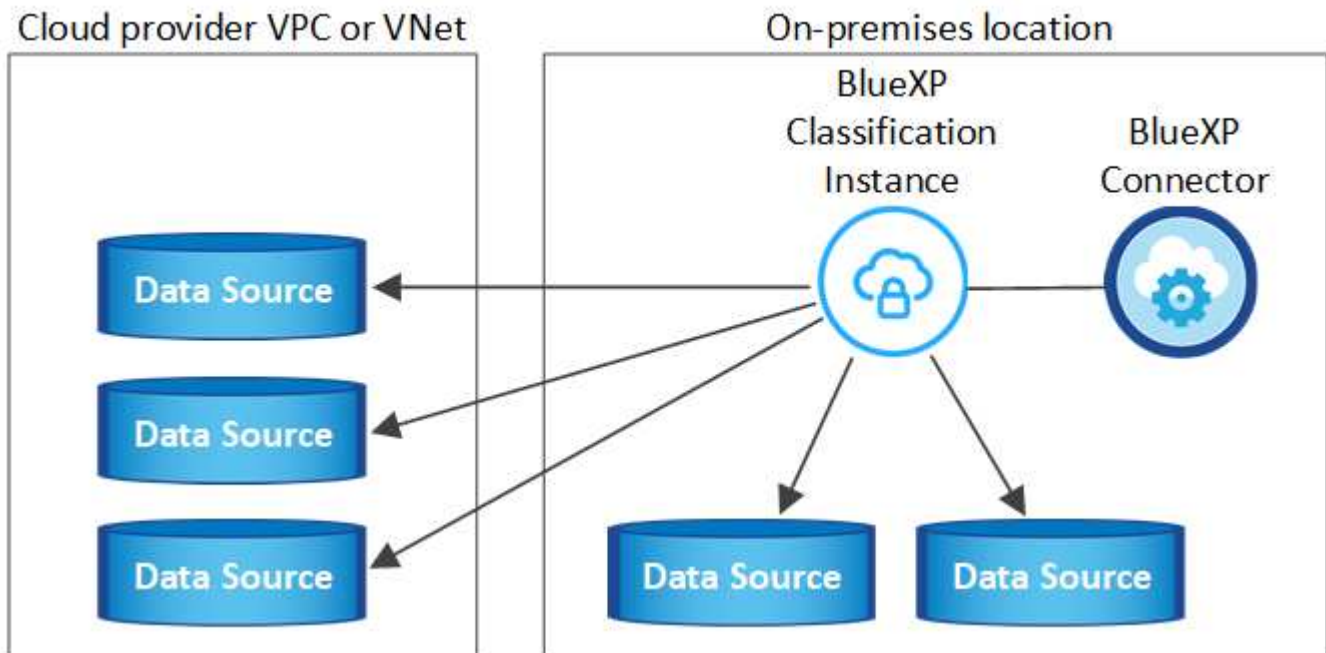 Cloud provider VPC or VNet
On-premises location
BlueXP
Classification
Instance
BlueXP
Connector
Data Source
Data Source
Data Source
Data Source
Data Source